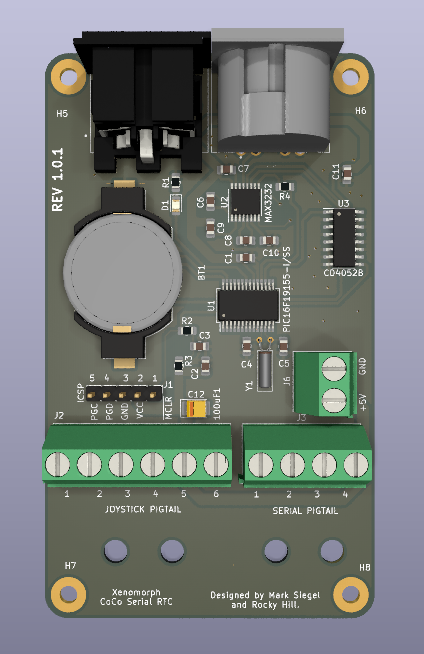 H5
H6
REV 1.0.1
C7
C11
R1
R4
D1
C6
U2
MAX3232
U3
C9
C8
C10
C1
CD4052B
BT1
U1
PIC16F19155-I/SS
R2
C3
C4
C5
R3
C2
Y1
J6
GND
+5V
ICSP
5 4 3 2 1
J1
PGC
PGD
GND
VCC
MCLR
C12
100uF1
J2
J3
1 2 3 4 5 6
1 2 3 4
JOYSTICK PIGTAIL
SERIAL PIGTAIL
H7
H8
Xenomorph
CoCo Serial RTC
Designed by Mark Siegel
and Rocky Hill.